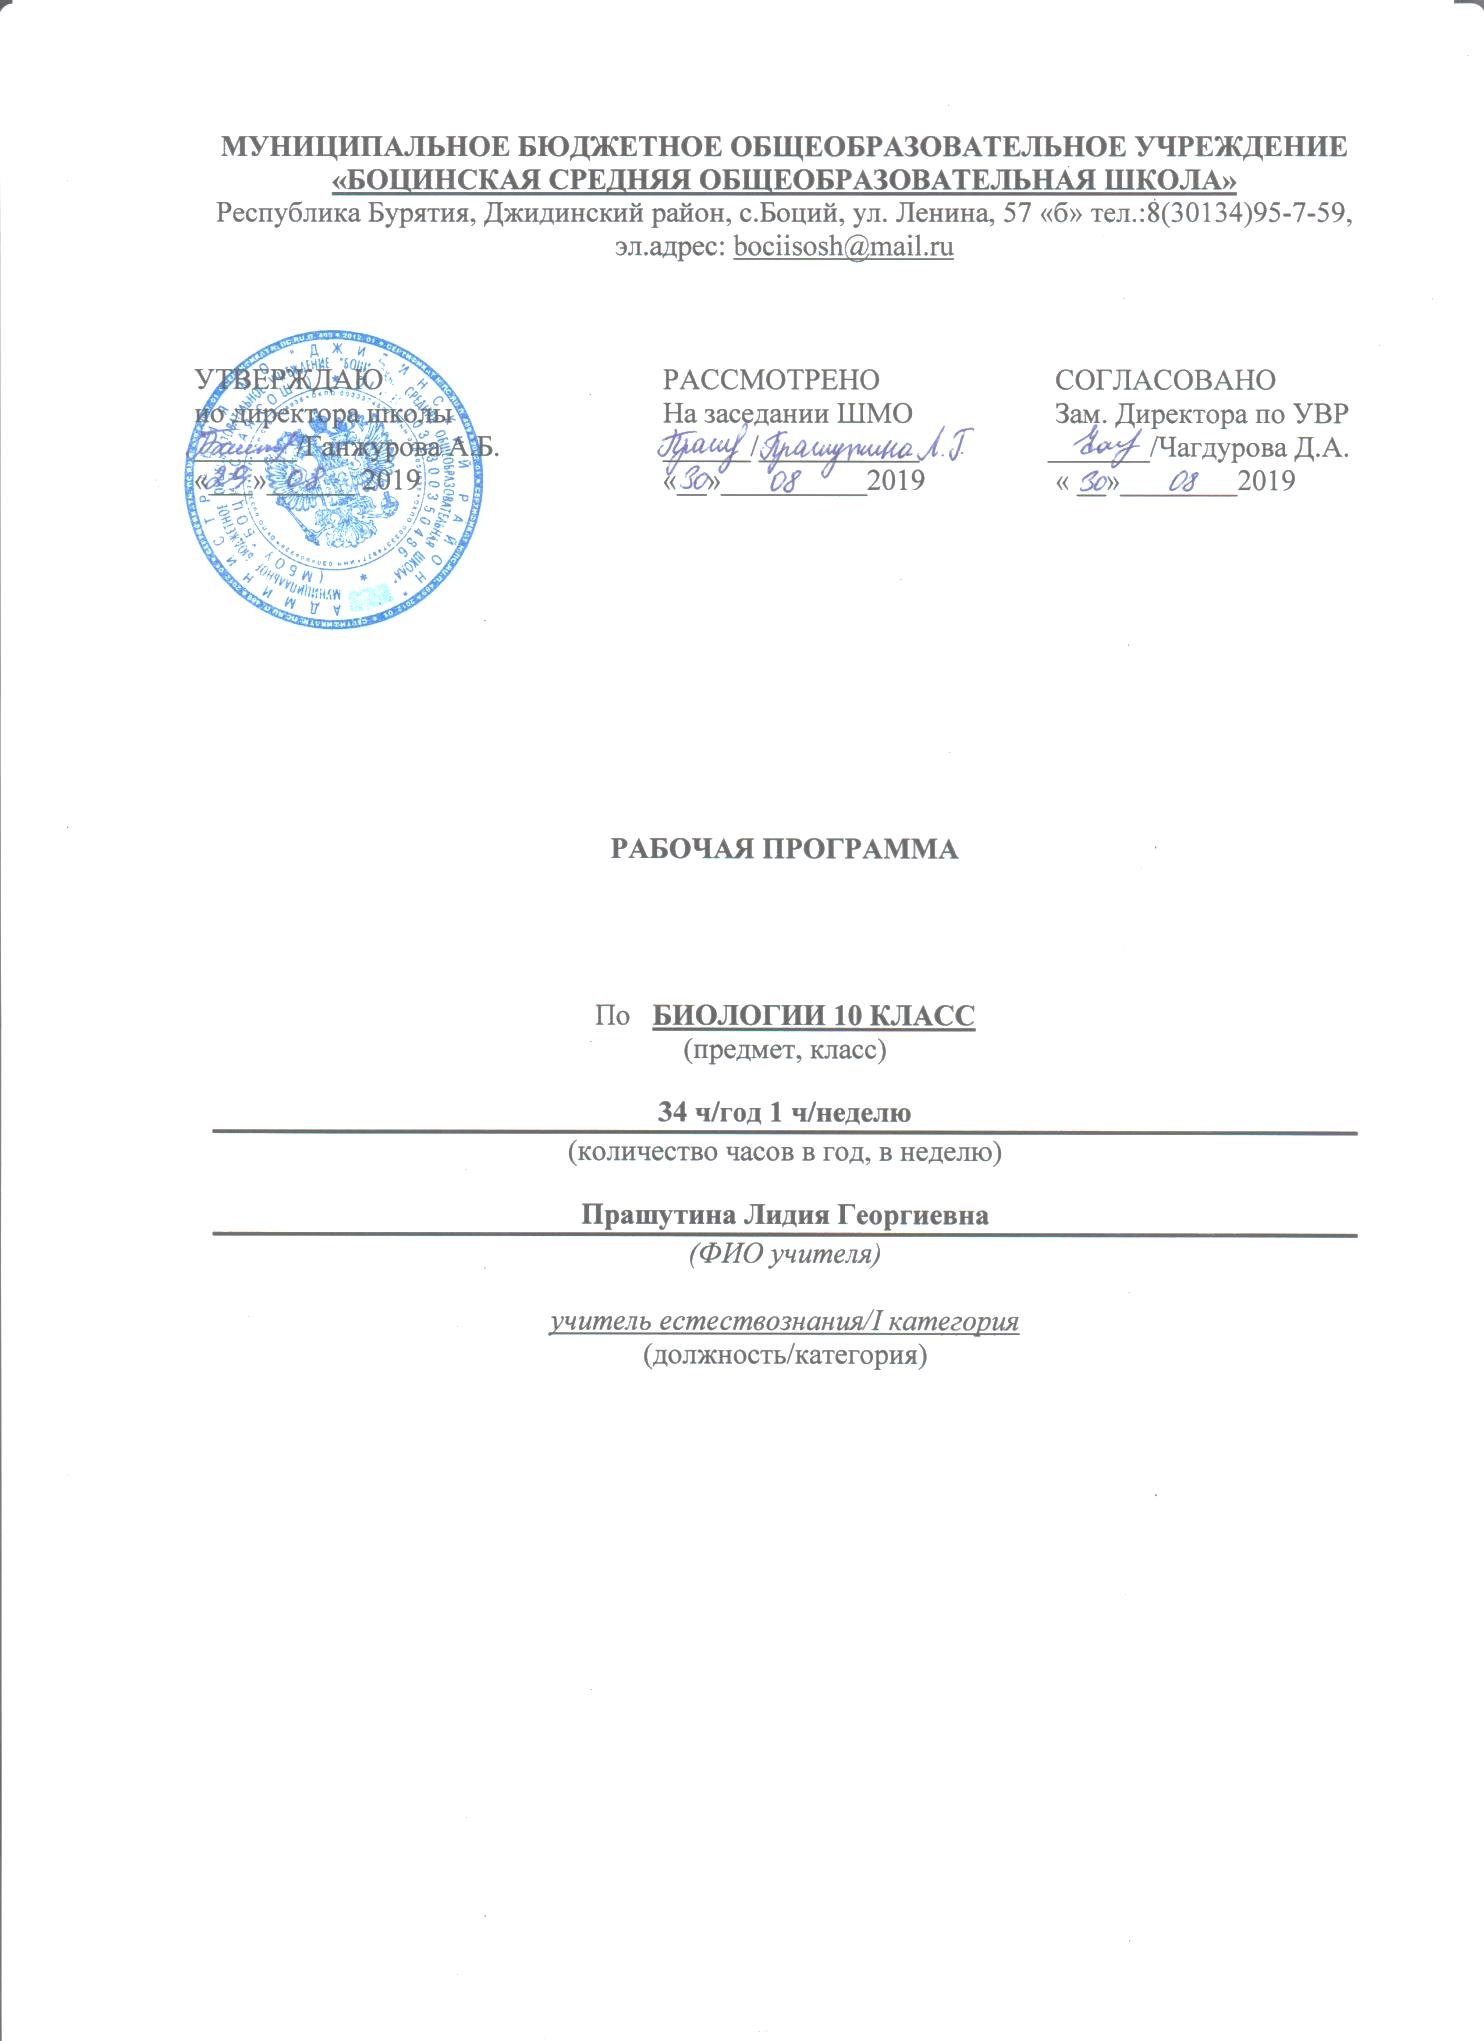 МУНИЦИПАЛЬНОЕ БЮДЖЕТНОЕ ОБЩЕОБРАЗОВАТЕЛЬНОЕ УЧРЕЖДЕНИЕ
«БОЦИНСКАЯ СРЕДНЯЯ ОБЩЕОБРАЗОВАТЕЛЬНАЯ ШКОЛА»
Республика Бурятия, Джидинский район, с.Боций, ул. Ленина, 57 «б» тел.:8(30134)95-7-59,
эл.адрес: bociisosh@mail.ru
УТВЕРЖДАЮ
ио директора школы
/Ганжурова А.Б.
«29» 08 2019
РАССМОТРЕНО
На заседании ШМО
Праш / Прашутина Л.Г.
«30» 08 2019
СОГЛАСОВАНО
Зам. Директора по УВР
/Чагдурова Д.А.
« 30» 08 2019
РАБОЧАЯ ПРОГРАММА
По БИОЛОГИИ 10 КЛАСС
(предмет, класс)
34 ч/год 1 ч/неделю
(количество часов в год, в неделю)
Прашутина Лидия Георгиевна
(ФИО учителя)
учитель естествознания/I категория
(должность/категория)